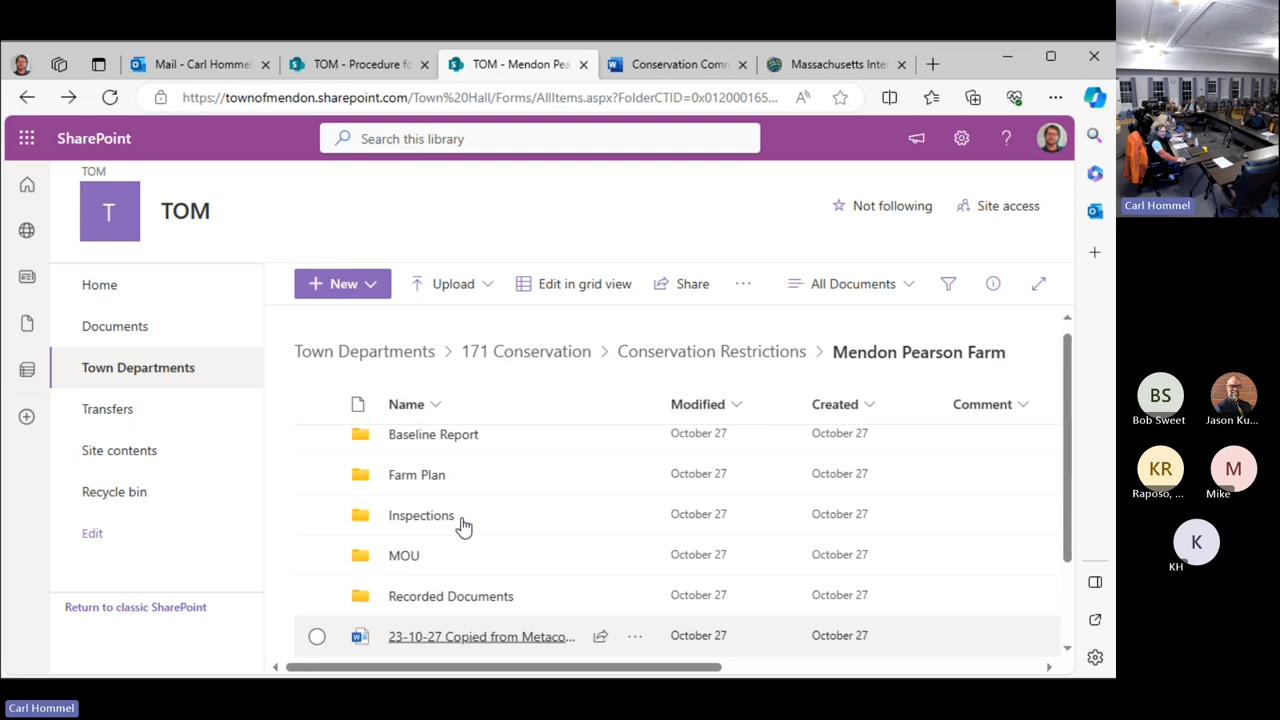 Mail - Carl Homme
TOM - Procedure fo
TOM - Mendon Pea
Conservation Comm
Massachusetts Inte
https://townofmendon.sharepoint.com/Town%20Hall/Forms/AllItems.aspx?FolderCTID=0x012000165...
SharePoint
Search this library
TOM
T
TOM
Not following
Site access
Home
Documents
Town Departments
Transfers
Site contents
Recycle bin
Edit
Return to classic SharePoint
New
Upload
Edit in grid view
Share
All Documents
Town Departments > 171 Conservation > Conservation Restrictions > Mendon Pearson Farm
Name Modified Created Comment
Baseline Report October 27 October 27
Farm Plan October 27 October 27
Inspections October 27 October 27
MOU October 27 October 27
Recorded Documents October 27 October 27
23-10-27 Copied from Metaco... October 27 October 27
Carl Hommel
BS
Bob Sweet
Jason Ku...
KR
Raposo, ...
M
Mike
K
KH
Carl Hommel